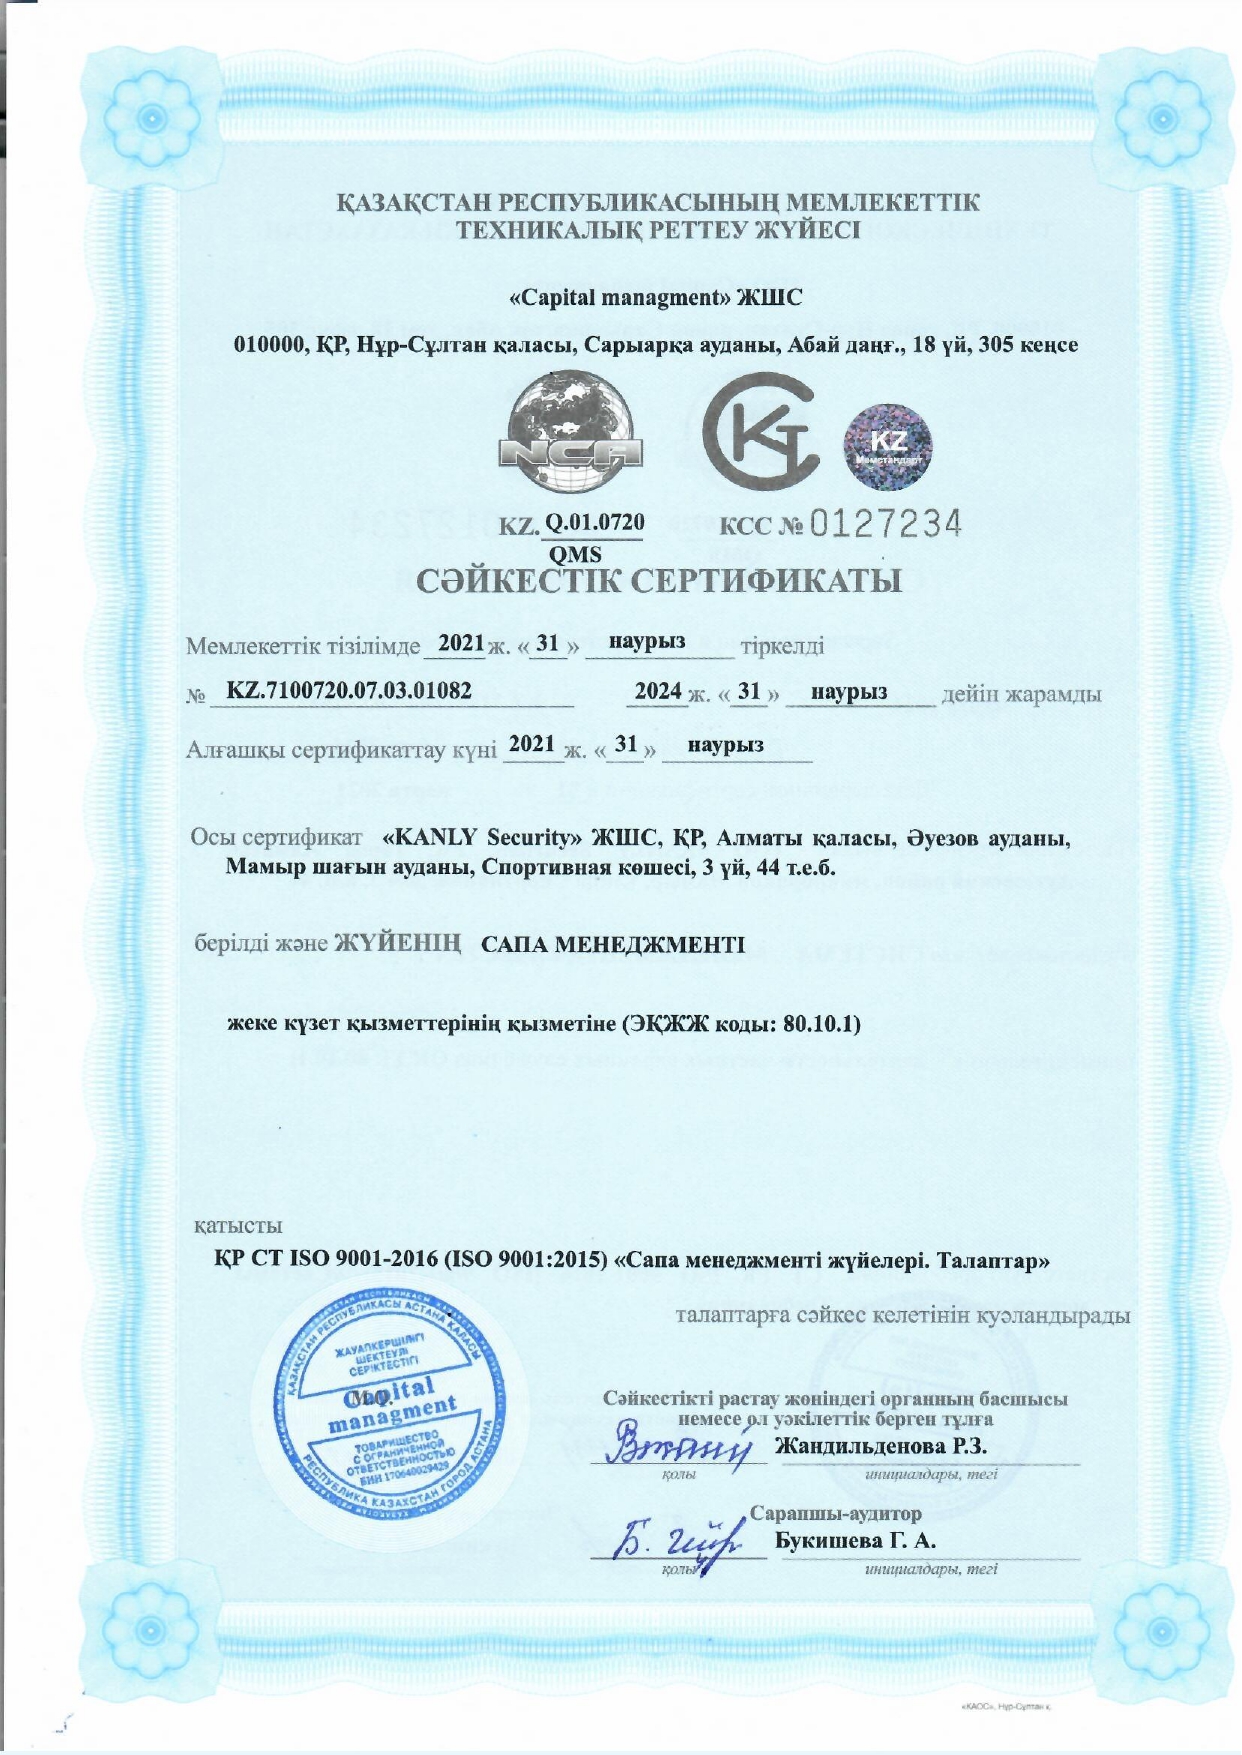 ҚАЗАҚСТАН РЕСПУБЛИКАСЫНЫҢ МЕМЛЕКЕТТІК
ТЕХНИКАЛЫҚ РЕТТЕУ ЖҮЙЕСІ
«Capital managment» ЖШС
010000, ҚР, Нұр-Сұлтан қаласы, Сарыарқа ауданы, Абай даңғ., 18 үй, 305 кеңсе
NCA
KZ
Мемстандарт
KZ. Q.01.0720 КСС № 0127234
QMS
СӘЙКЕСТІК СЕРТИФИКАТЫ
Мемлекеттік тізілімде 2021 ж. « 31 » наурыз тіркелді
№ KZ.7100720.07.03.01082 2024 ж. « 31 » наурыз дейін жарамды
Алғашқы сертификаттау күні 2021 ж. « 31 » наурыз
Осы сертификат «KANLY Security» ЖШС, ҚР, Алматы қаласы, Әуезов ауданы,
Мамыр шағын ауданы, Спортивная көшесі, 3 үй, 44 т.е.б.
берілді және ЖҮЙЕНІҢ САПА МЕНЕДЖМЕНТІ
жеке күзет қызметтерінің қызметіне (ЭҚЖЖ коды: 80.10.1)
қатысты
ҚР СТ ISO 9001-2016 (ISO 9001:2015) «Сапа менеджменті жүйелері. Талаптар»
талаптарға сәйкес келетінін куәландырады
ҚАЗАҚСТАН РЕСПУБЛИКАСЫ АСТАНА ҚАЛАСЫ
ЖАУАПКЕРШІЛІГІ
ШЕКТЕУЛІ
СЕРІКТЕСТІГІ
М.О.
Capital
managment
ТОВАРИЩЕСТВО
С ОГРАНИЧЕННОЙ
ОТВЕТСТВЕННОСТЬЮ
БИН 170640029429
РЕСПУБЛИКА КАЗАХСТАН ГОРОД АСТАНА
Сәйкестікті растау жөніндегі органның басшысы
немесе ол уәкілеттік берген тұлға
Жандильденова Р.З.
қолы инициалдары, тегі
Сарапшы-аудитор
Букишева Г. А.
қолы инициалдары, тегі
«КАОС», Нұр-Сұлтан қ.